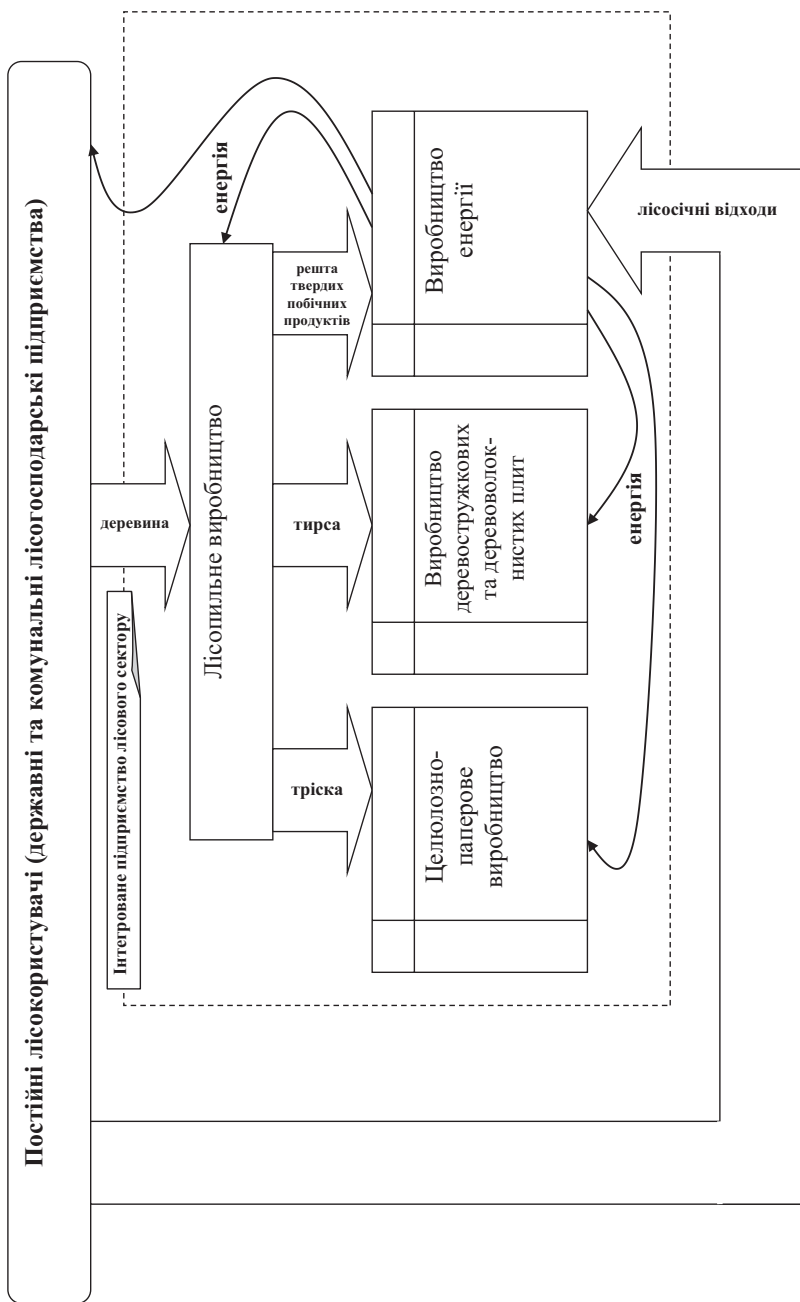 Постійні лісокористувачі (державні та комунальні лісогосподарські підприємства)
Інтегроване підприємство лісового сектору
деревина
енергія
Лісопильне виробництво
тріска
тирса
решта
твердих
побічних
продуктів
Целюлозно-
паперове
виробництво
Виробництво
деревостружкових
та деревоволок-
нистих плит
Виробництво
енергії
енергія
лісосічні відходи